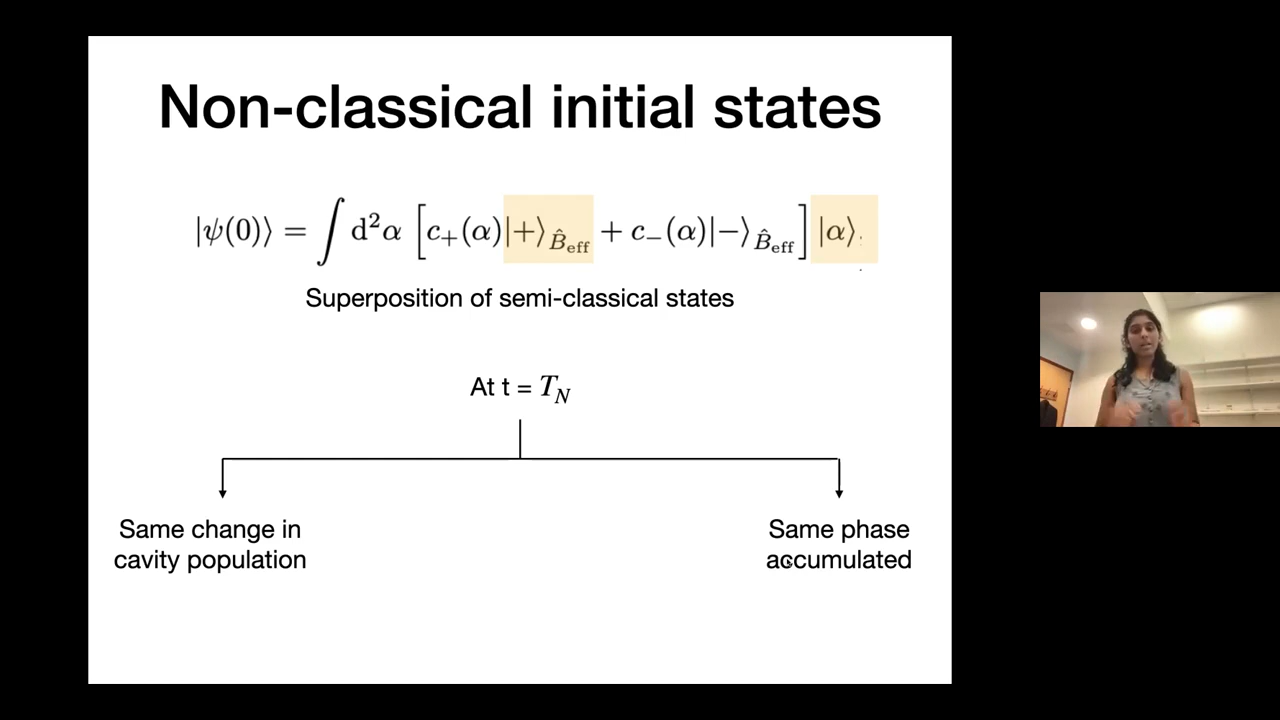 Non-classical initial states
|ψ(0)⟩ = ∫ d²α [c₊(α)|+⟩_{B̂_eff} + c₋(α)|−⟩_{B̂_eff}] |α⟩
Superposition of semi-classical states
At t = T_N
Same change in
cavity population
Same phase
accumulated